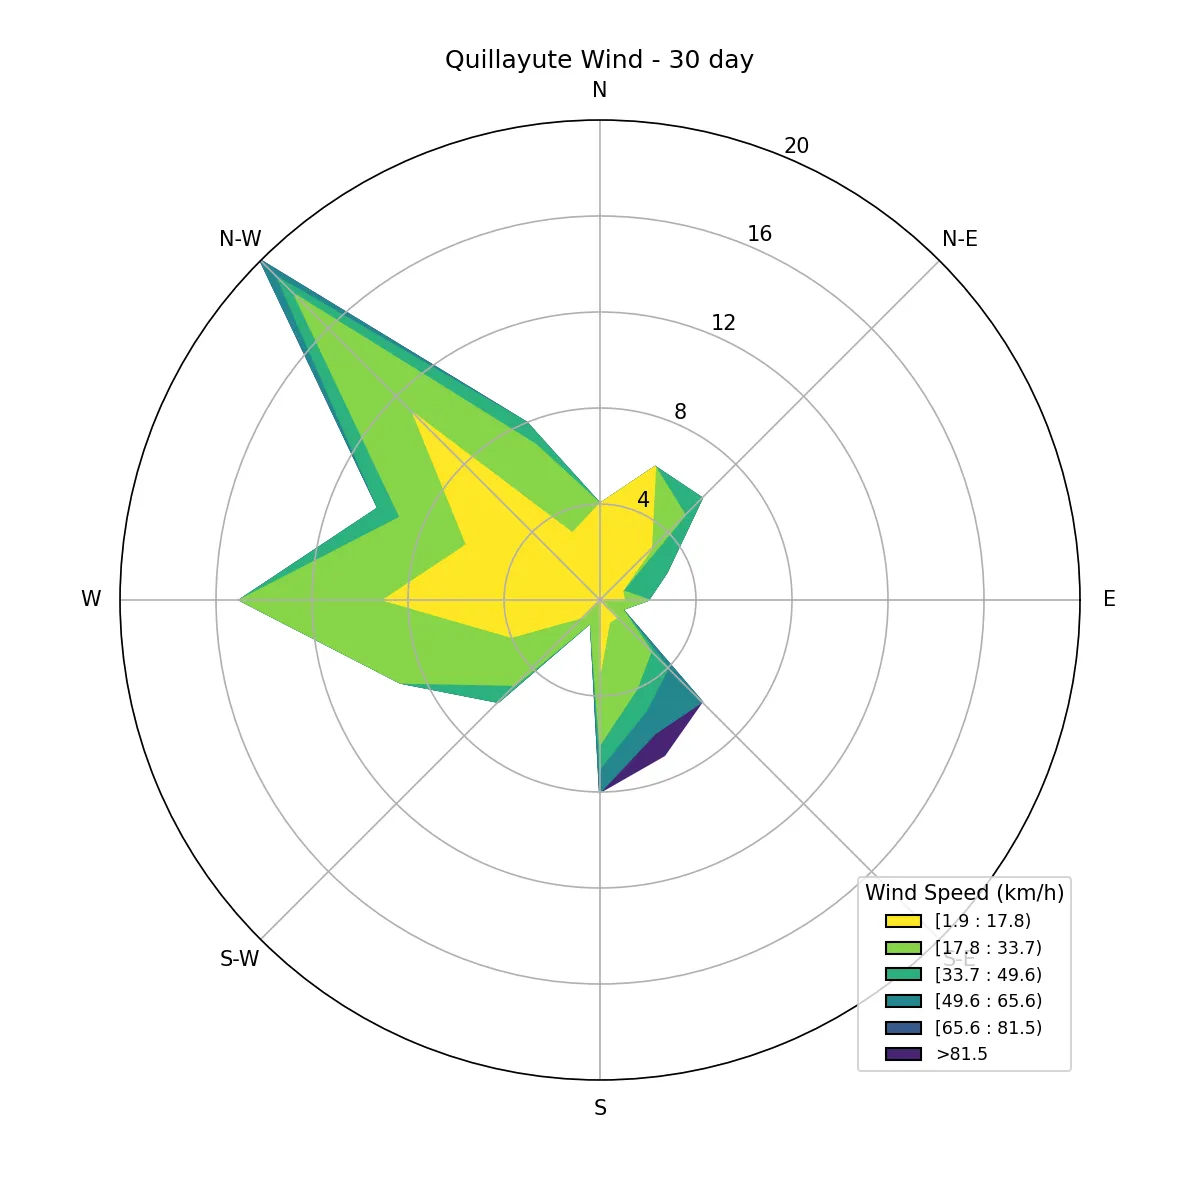 Quillayute Wind - 30 day
N
20
N-W
N-E
16
12
8
4
W
E
Wind Speed (km/h)
[1.9 : 17.8)
[17.8 : 33.7)
S-W
S-E
[33.7 : 49.6)
[49.6 : 65.6)
[65.6 : 81.5)
>81.5
S